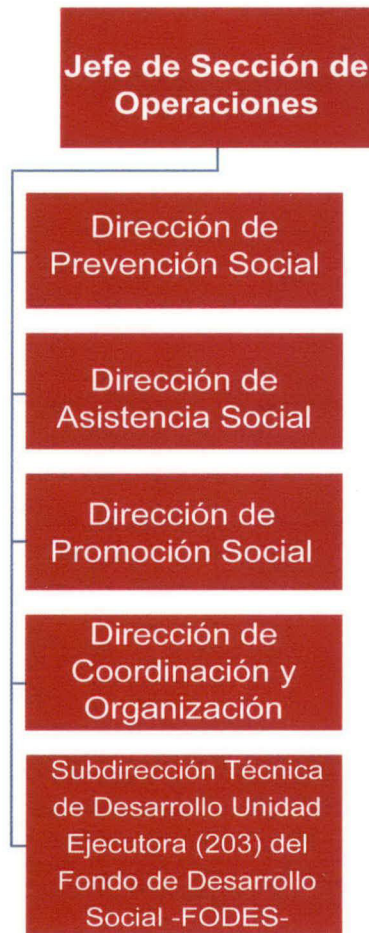 Jefe de Sección de
Operaciones
Dirección de
Prevención Social
Dirección de
Asistencia Social
Dirección de
Promoción Social
Dirección de
Coordinación y
Organización
Subdirección Técnica
de Desarrollo Unidad
Ejecutora (203) del
Fondo de Desarrollo
Social -FODES-